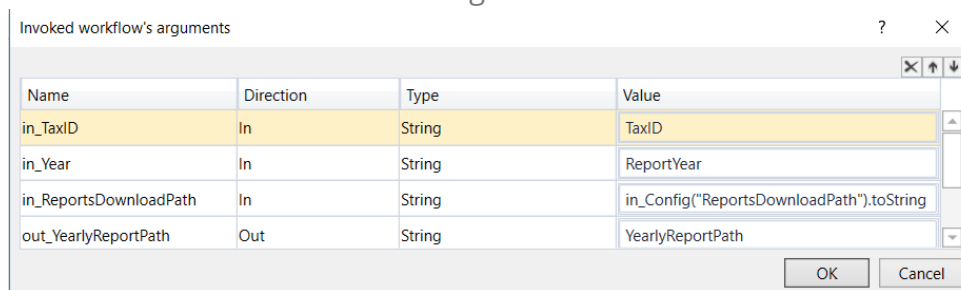 Invoked workflow's arguments ? ×
Name Direction Type Value
in_TaxID In String TaxID
in_Year In String ReportYear
in_ReportsDownloadPath In String in_Config("ReportsDownloadPath").toString
out_YearlyReportPath Out String YearlyReportPath
OK Cancel